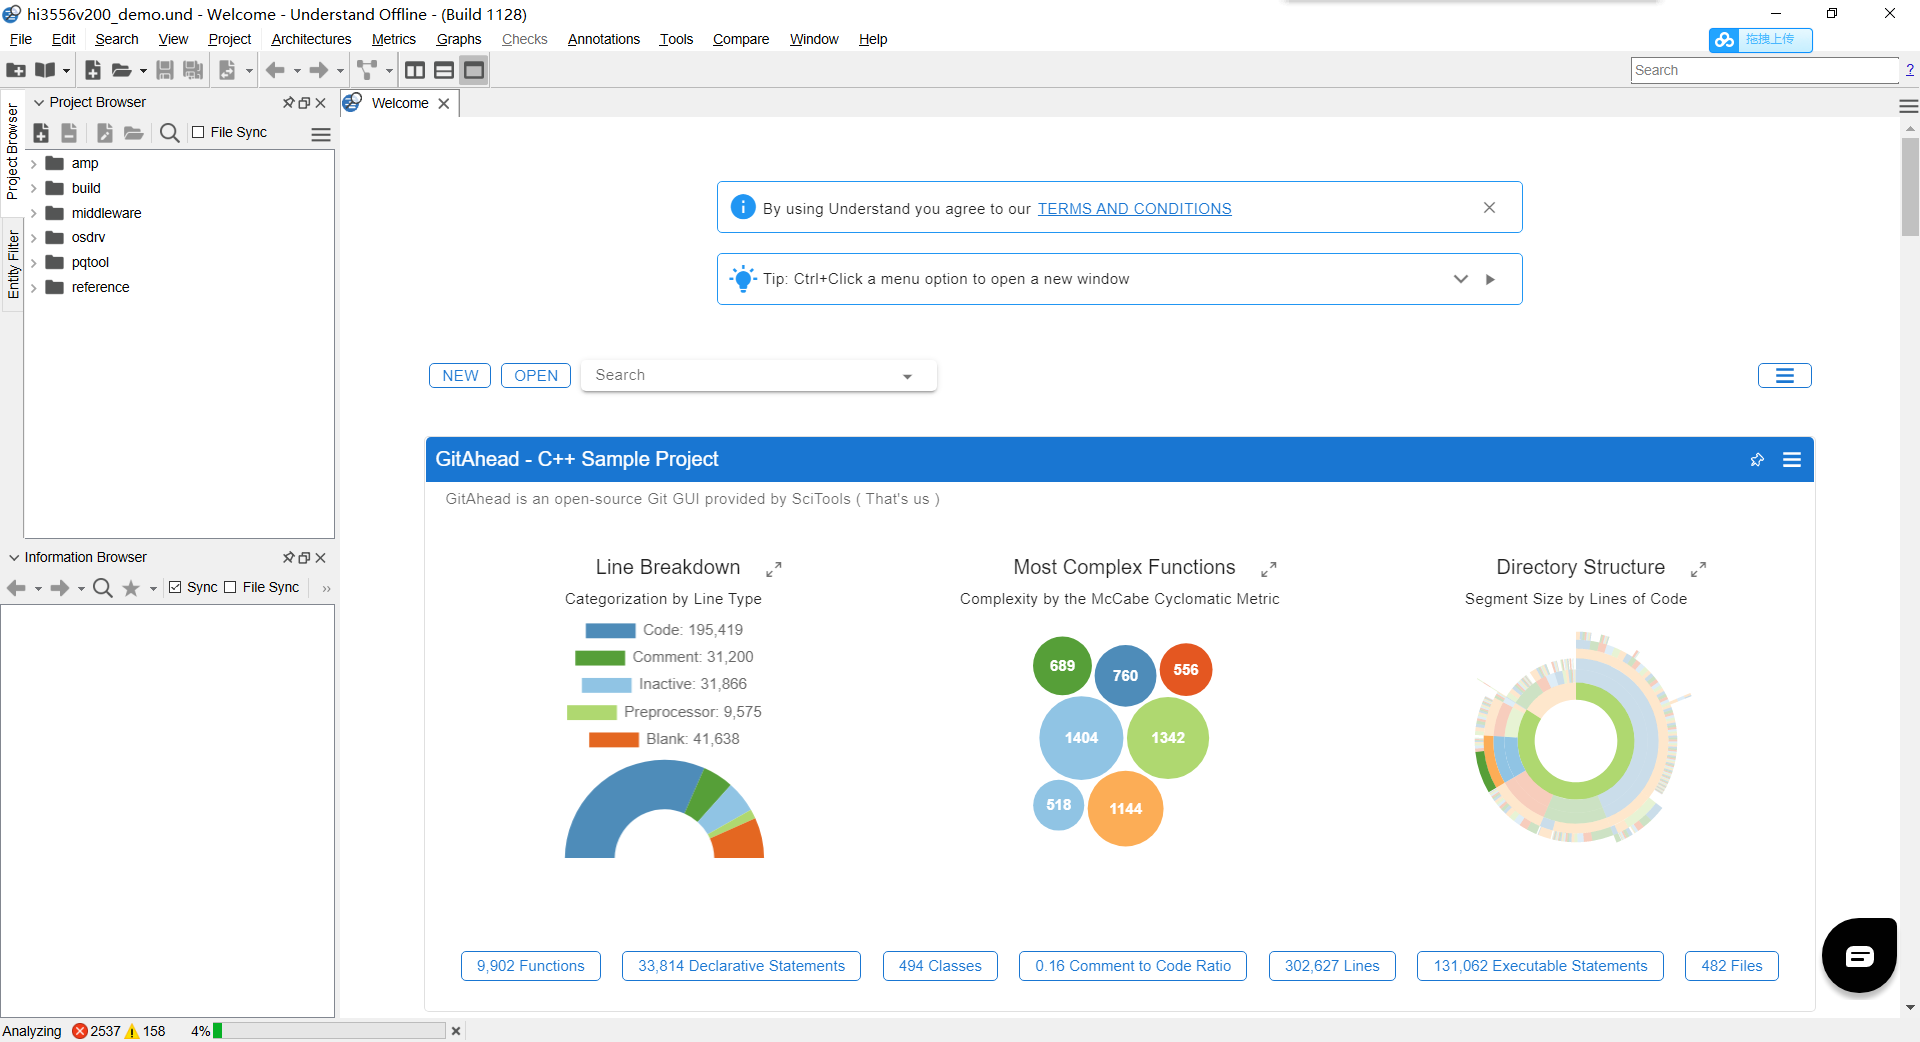 hi3556v200_demo.und - Welcome - Understand Offline - (Build 1128)
File Edit Search View Project Architectures Metrics Graphs Checks Annotations Tools Compare Window Help
拖拽上传
Search ?
Project Browser
Welcome
Project Browser
File Sync
Entity Filter
amp
build
middleware
osdrv
pqtool
reference
By using Understand you agree to our TERMS AND CONDITIONS
Tip: Ctrl+Click a menu option to open a new window
NEW OPEN Search
GitAhead - C++ Sample Project
GitAhead is an open-source Git GUI provided by SciTools ( That's us )
Information Browser
Sync File Sync »
Line Breakdown
Categorization by Line Type
Code: 195,419
Comment: 31,200
Inactive: 31,866
Preprocessor: 9,575
Blank: 41,638
Most Complex Functions
Complexity by the McCabe Cyclomatic Metric
689 760 556
1404 1342
518 1144
Directory Structure
Segment Size by Lines of Code
9,902 Functions 33,814 Declarative Statements 494 Classes 0.16 Comment to Code Ratio 302,627 Lines 131,062 Executable Statements 482 Files
Analyzing 2537 158 4%